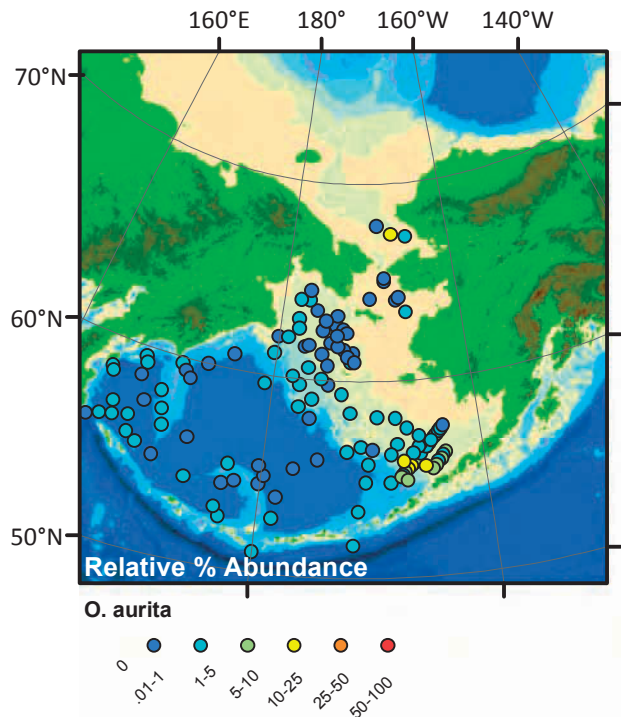 160°E 180° 160°W 140°W
70°N
60°N
50°N
Relative % Abundance
O. aurita
0 .01-1 1-5 5-10 10-25 25-50 50-100